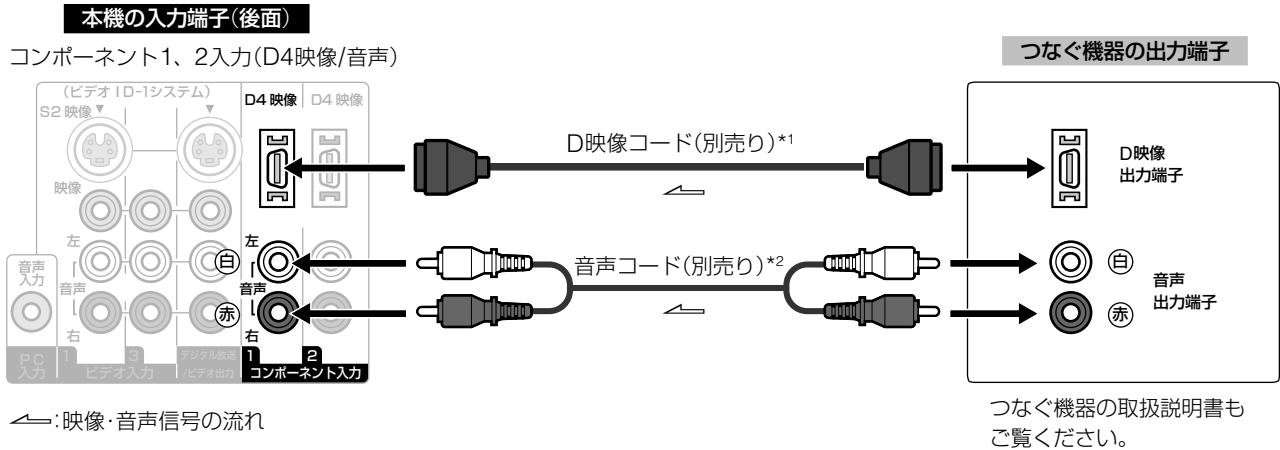 本機の入力端子(後面)
コンポーネント1、2入力(D4映像/音声)
つなぐ機器の出力端子
(ビデオID-1システム)
S2映像
D4映像
D4映像
映像
左
音声
右
音声入力
白
赤
左
音声
右
PC入力
1
3
ビデオ入力
デジタル放送
/ビデオ出力
1
2
コンポーネント入力
D映像コード(別売り)*1
音声コード(別売り)*2
D映像
出力端子
白
赤
音声
出力端子
:映像・音声信号の流れ
つなぐ機器の取扱説明書も
ご覧ください。